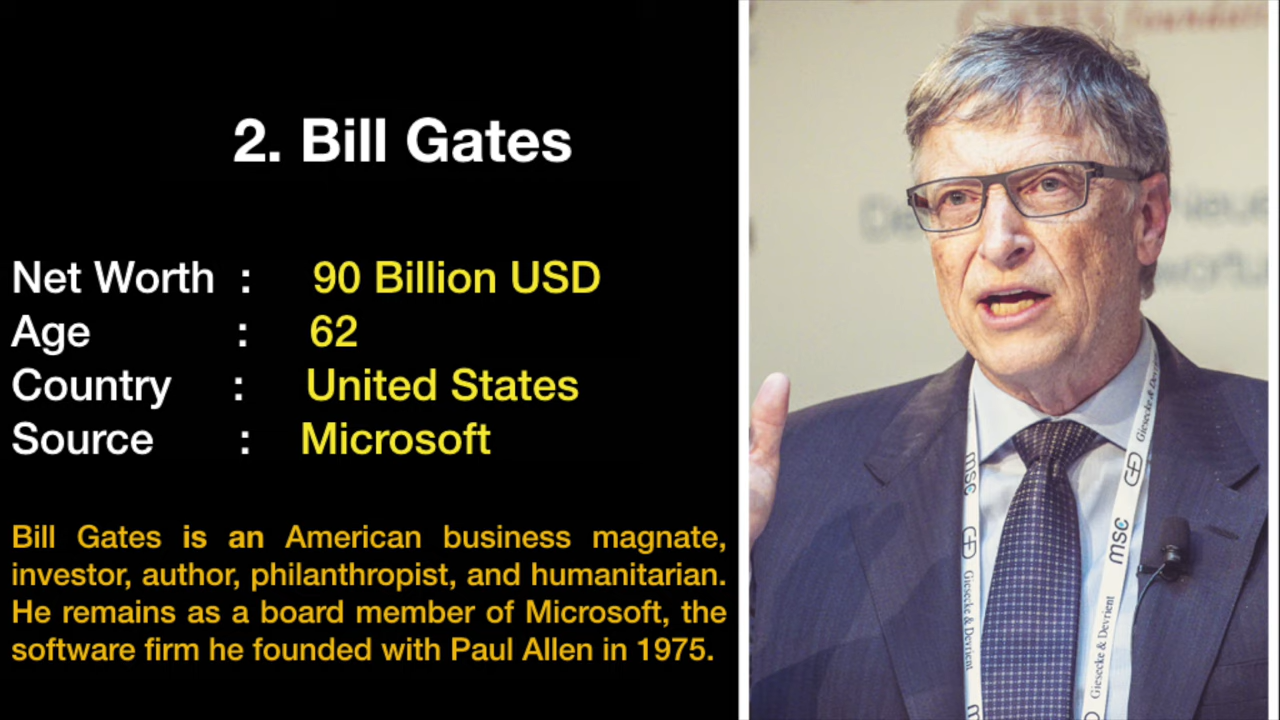 2. Bill Gates
Net Worth : 90 Billion USD
Age : 62
Country : United States
Source : Microsoft
Bill Gates is an American business magnate,
investor, author, philanthropist, and humanitarian.
He remains as a board member of Microsoft, the
software firm he founded with Paul Allen in 1975.
foundation
msc
Giesecke & Devrient
msc
Giesecke & Devrient